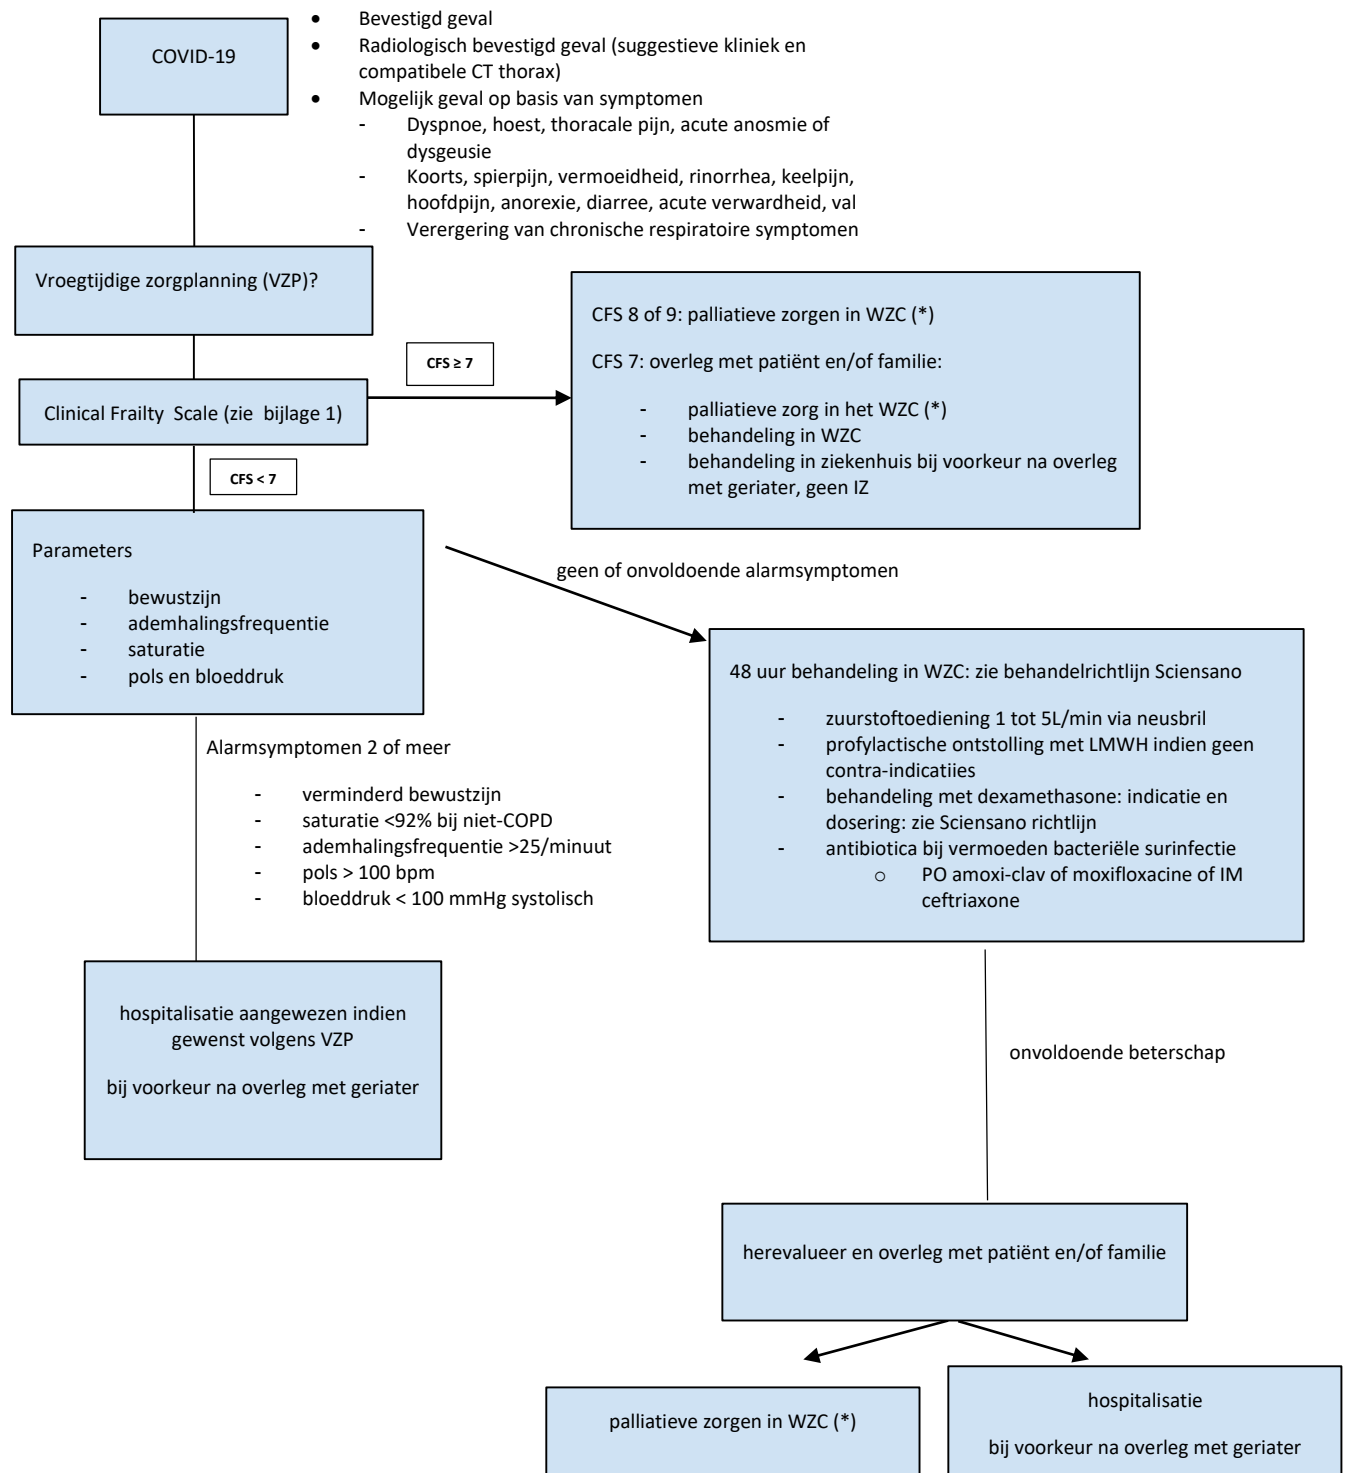 COVID-19
• Bevestigd geval
• Radiologisch bevestigd geval (suggestieve kliniek en
compatibele CT thorax)
• Mogelijk geval op basis van symptomen
- Dyspnoe, hoest, thoracale pijn, acute anosmie of
dysgeusie
- Koorts, spierpijn, vermoeidheid, rinorrhea, keelpijn,
hoofdpijn, anorexie, diarree, acute verwardheid, val
- Verergering van chronische respiratoire symptomen
Vroegtijdige zorgplanning (VZP)?
CFS ≥ 7
Clinical Frailty Scale (zie bijlage 1)
CFS 8 of 9: palliatieve zorgen in WZC (*)
CFS 7: overleg met patiënt en/of familie:
- palliatieve zorg in het WZC (*)
- behandeling in WZC
- behandeling in ziekenhuis bij voorkeur na overleg
met geriater, geen IZ
CFS < 7
Parameters
- bewustzijn
- ademhalingsfrequentie
- saturatie
- pols en bloeddruk
geen of onvoldoende alarmsymptomen
Alarmsymptomen 2 of meer
- verminderd bewustzijn
- saturatie <92% bij niet-COPD
- ademhalingsfrequentie >25/minuut
- pols > 100 bpm
- bloeddruk < 100 mmHg systolisch
48 uur behandeling in WZC: zie behandelrichtlijn Sciensano
- zuurstoftoediening 1 tot 5L/min via neusbril
- profylactische ontstolling met LMWH indien geen
contra-indicatiies
- behandeling met dexamethasone: indicatie en
dosering: zie Sciensano richtlijn
- antibiotica bij vermoeden bacteriële surinfectie
o PO amoxi-clav of moxifloxacine of IM
ceftriaxone
hospitalisatie aangewezen indien
gewenst volgens VZP
bij voorkeur na overleg met geriater
onvoldoende beterschap
herevalueer en overleg met patiënt en/of familie
palliatieve zorgen in WZC (*)
hospitalisatie
bij voorkeur na overleg met geriater